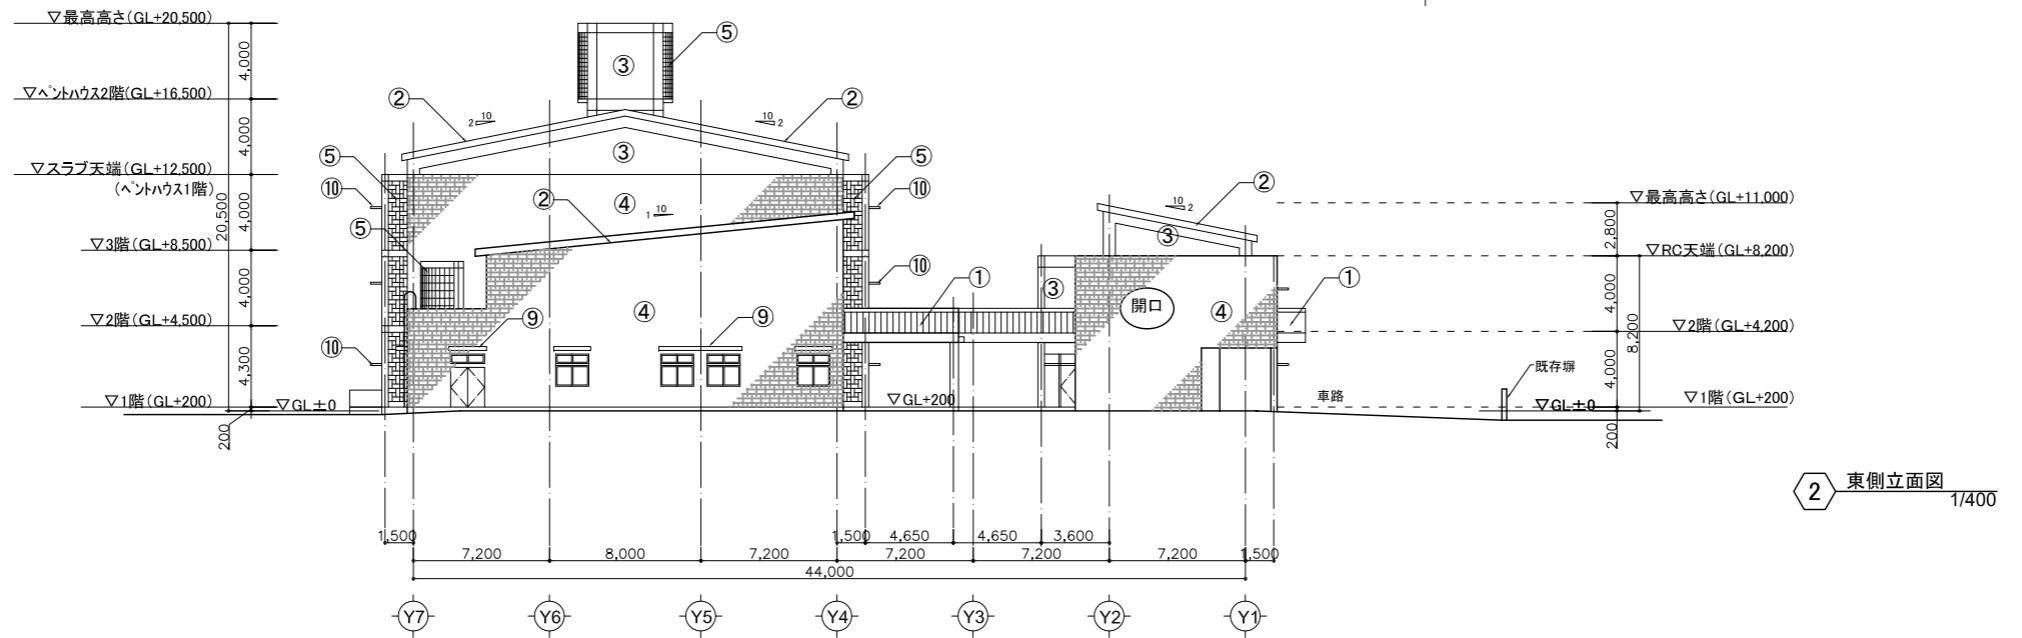 ▽最高高さ(GL+20,500)
▽ペントハウス2階(GL+16,500)
▽スラブ天端(GL+12,500)
(ペントハウス1階)
▽3階(GL+8,500)
▽2階(GL+4,500)
▽1階(GL+200)
▽GL±0
20,500
4,000
4,000
4,000
4,000
4,300
200
③
⑤
②
10
2
10
2
②
③
⑤
⑤
⑩
⑩
②
④
1
10
⑤
⑩
④
①
⑨
⑨
⑩
▽GL+200
②
10
2
③
③
開口
④
①
車路
既存塀
▽GL±0
▽最高高さ(GL+11,000)
▽RC天端(GL+8,200)
▽2階(GL+4,200)
▽1階(GL+200)
2,800
4,000
8,200
4,000
200
2 東側立面図
1/400
1,500 1,500 4,650 4,650 3,600
7,200 8,000 7,200 7,200 7,200 7,200 1,500
44,000
Y7 Y6 Y5 Y4 Y3 Y2 Y1